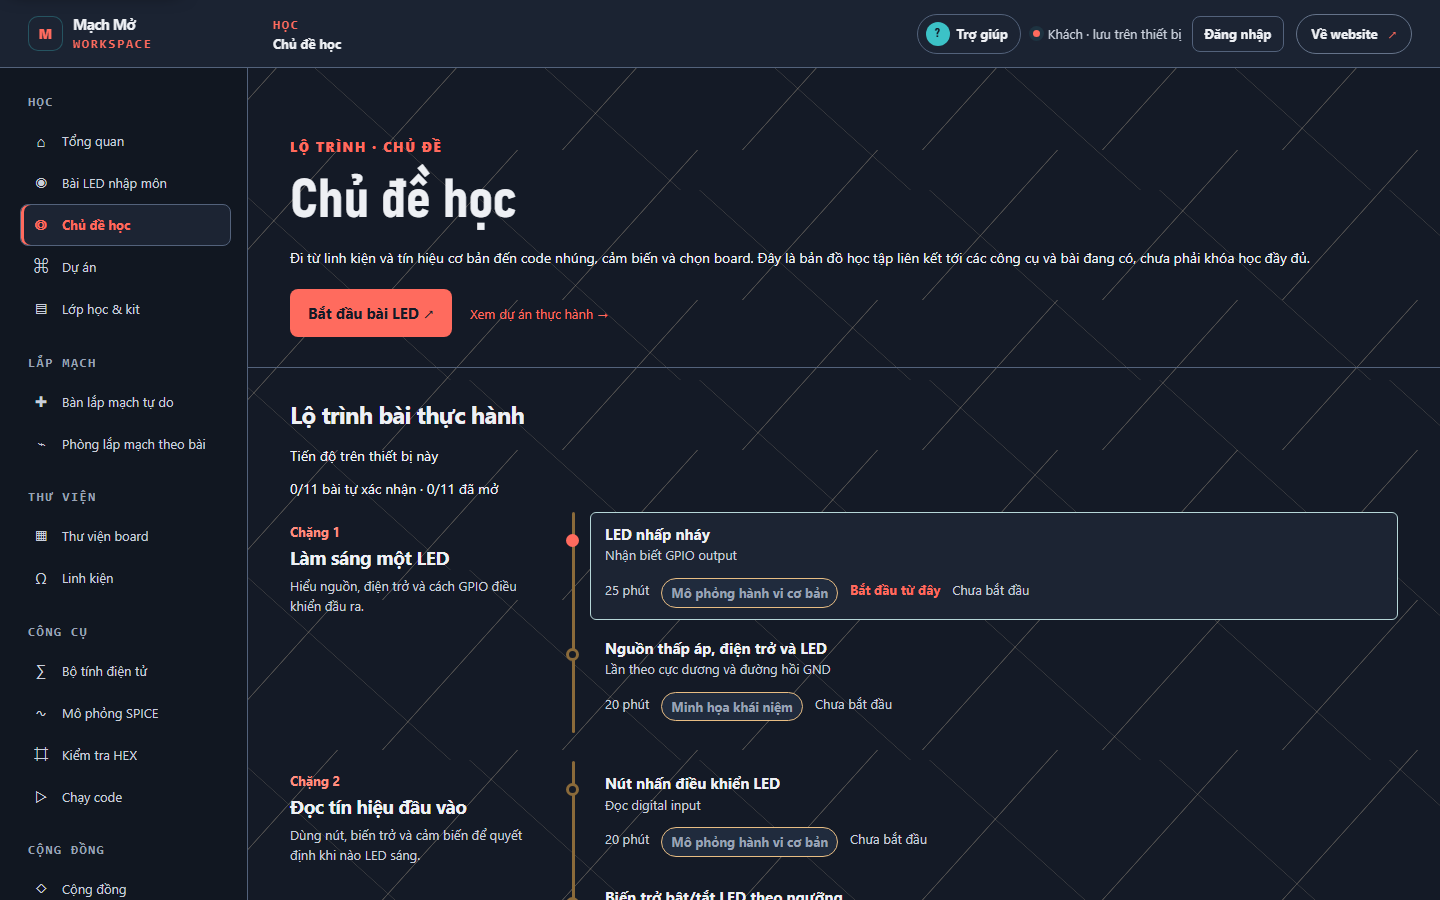 M
Mạch Mở
WORKSPACE
HỌC
Chủ đề học
? Trợ giúp
Khách · lưu trên thiết bị
Đăng nhập
Về website ↗
HỌC
Tổng quan
Bài LED nhập môn
Chủ đề học
Dự án
Lớp học & kit
LẮP MẠCH
Bàn lắp mạch tự do
Phòng lắp mạch theo bài
THƯ VIỆN
Thư viện board
Linh kiện
CÔNG CỤ
Bộ tính điện tử
Mô phỏng SPICE
Kiểm tra HEX
Chạy code
CỘNG ĐỒNG
Cộng đồng
LỘ TRÌNH · CHỦ ĐỀ
Chủ đề học
Đi từ linh kiện và tín hiệu cơ bản đến code nhúng, cảm biến và chọn board. Đây là bản đồ học tập liên kết tới các công cụ và bài đang có, chưa phải khóa học đầy đủ.
Bắt đầu bài LED ↗
Xem dự án thực hành →
Lộ trình bài thực hành
Tiến độ trên thiết bị này
0/11 bài tự xác nhận · 0/11 đã mở
Chặng 1
Làm sáng một LED
Hiểu nguồn, điện trở và cách GPIO điều
khiển đầu ra.
LED nhấp nháy
Nhận biết GPIO output
25 phút Mô phỏng hành vi cơ bản Bắt đầu từ đây Chưa bắt đầu
Nguồn thấp áp, điện trở và LED
Lần theo cực dương và đường hồi GND
20 phút Minh họa khái niệm Chưa bắt đầu
Chặng 2
Đọc tín hiệu đầu vào
Dùng nút, biến trở và cảm biến để quyết
định khi nào LED sáng.
Nút nhấn điều khiển LED
Đọc digital input
20 phút Mô phỏng hành vi cơ bản Chưa bắt đầu
Biến trở bật/tắt LED theo ngưỡng